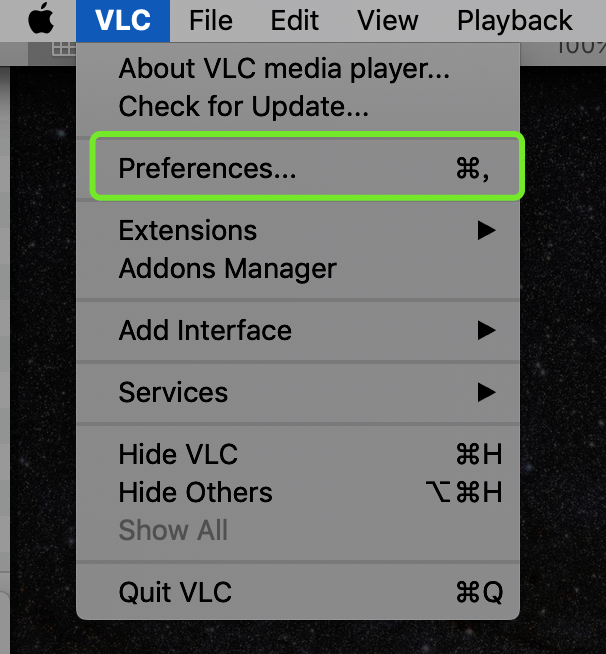 VLC File Edit View Playback
100%
About VLC media player...
Check for Update...
Preferences... ⌘,
Extensions ▶
Addons Manager
Add Interface ▶
Services ▶
Hide VLC ⌘H
Hide Others ⌥⌘H
Show All
Quit VLC ⌘Q